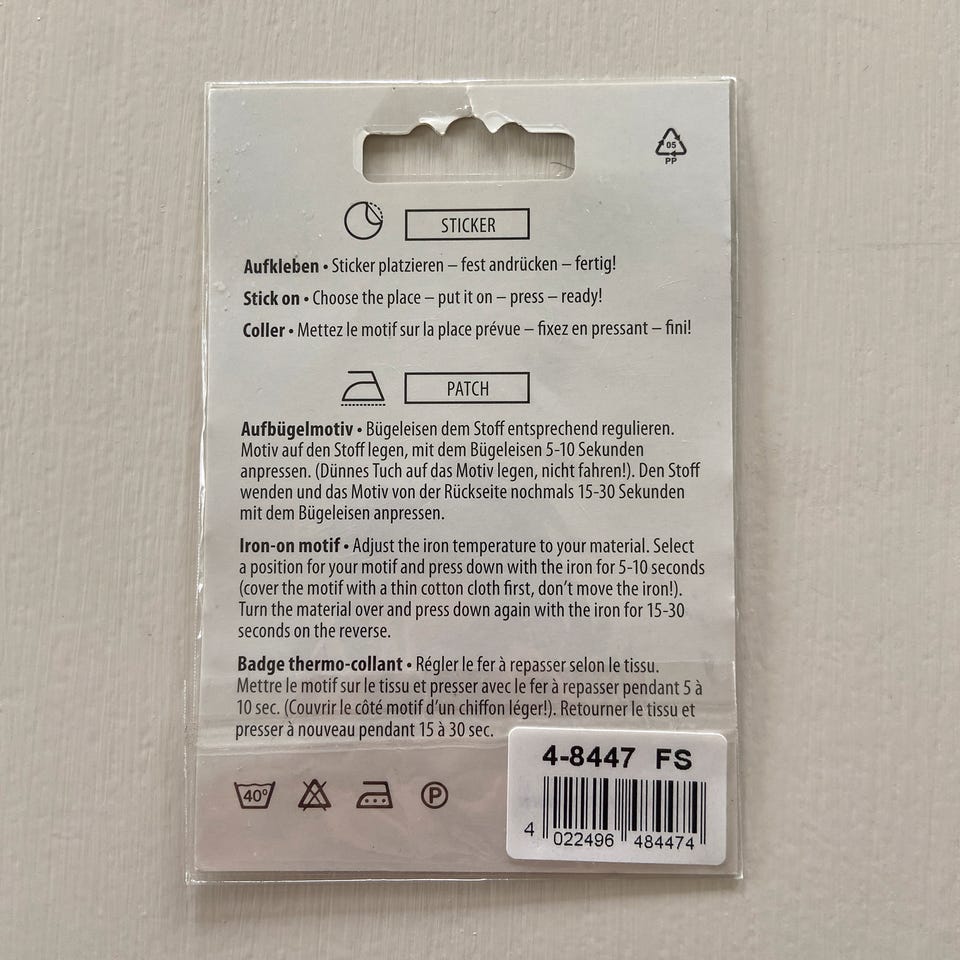 05
PP
STICKER
Aufkleben • Sticker platzieren – fest andrücken – fertig!
Stick on • Choose the place – put it on – press – ready!
Coller • Mettez le motif sur la place prévue – fixez en pressant – fini!
PATCH
Aufbügelmotiv • Bügeleisen dem Stoff entsprechend regulieren.
Motiv auf den Stoff legen, mit dem Bügeleisen 5-10 Sekunden
anpressen. (Dünnes Tuch auf das Motiv legen, nicht fahren!). Den Stoff
wenden und das Motiv von der Rückseite nochmals 15-30 Sekunden
mit dem Bügeleisen anpressen.
Iron-on motif • Adjust the iron temperature to your material. Select
a position for your motif and press down with the iron for 5-10 seconds
(cover the motif with a thin cotton cloth first, don't move the iron!).
Turn the material over and press down again with the iron for 15-30
seconds on the reverse.
Badge thermo-collant • Régler le fer à repasser selon le tissu.
Mettre le motif sur le tissu et presser avec le fer à repasser pendant 5 à
10 sec. (Couvrir le côté motif d'un chiffon léger!). Retourner le tissu et
presser à nouveau pendant 15 à 30 sec.
40° P
4-8447 FS
4 022496 484474